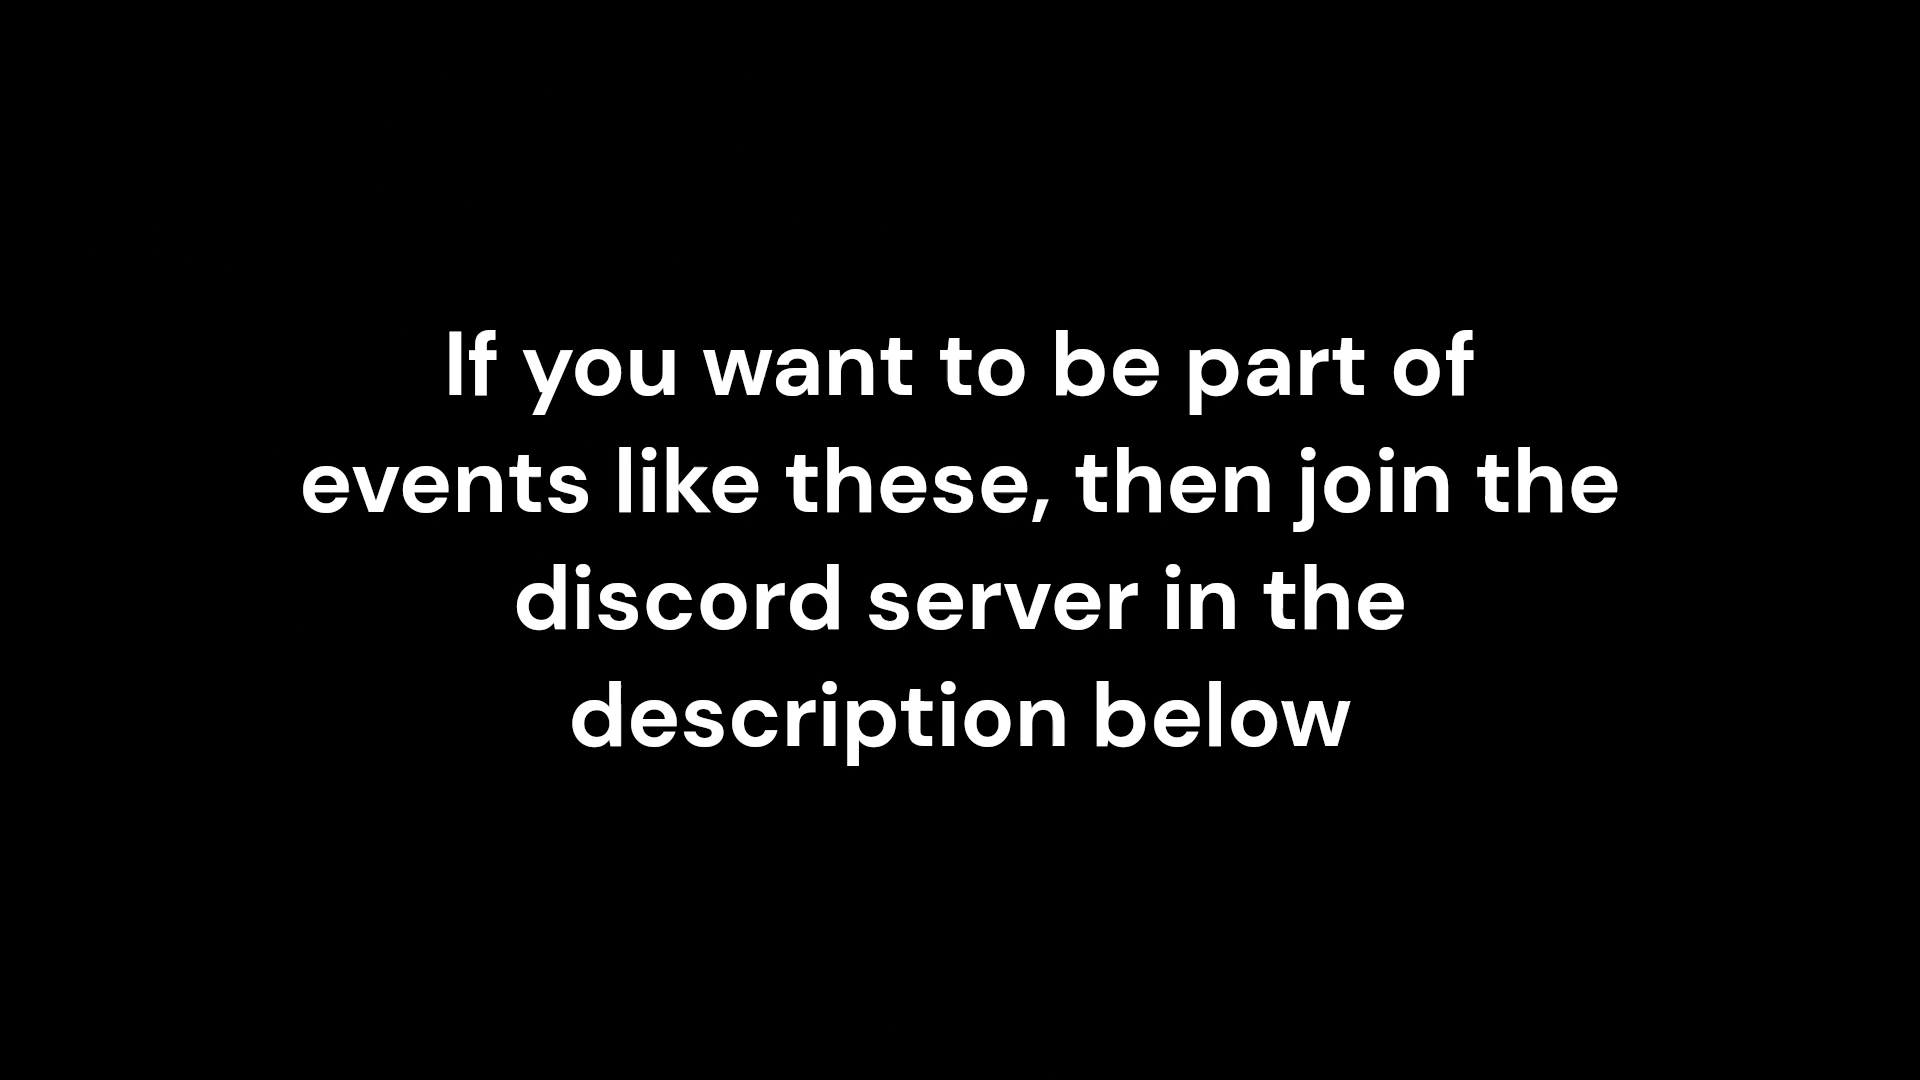 If you want to be part of
events like these, then join the
discord server in the
description below